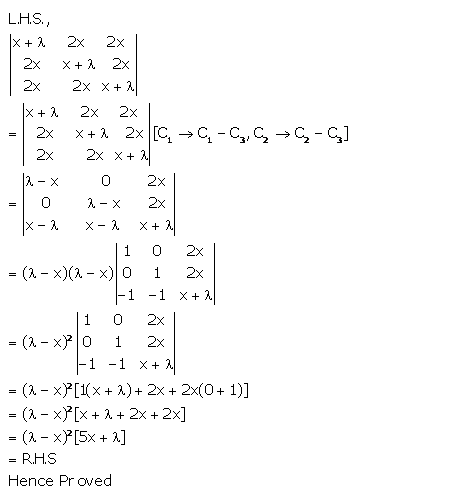 L.H.S.,
|x + λ 2x 2x|
|2x x + λ 2x|
|2x 2x x + λ|
= |x + λ 2x 2x|
|2x x + λ 2x| [C₁ → C₁ − C₃, C₂ → C₂ − C₃]
|2x 2x x + λ|
= |λ − x 0 2x|
|0 λ − x 2x|
|x − λ x − λ x + λ|
= (λ − x)(λ − x) |1 0 2x|
|0 1 2x|
|−1 −1 x + λ|
= (λ − x)² |1 0 2x|
|0 1 2x|
|−1 −1 x + λ|
= (λ − x)²[1(x + λ) + 2x + 2x(0 + 1)]
= (λ − x)²[x + λ + 2x + 2x]
= (λ − x)²[5x + λ]
= R.H.S
Hence Proved